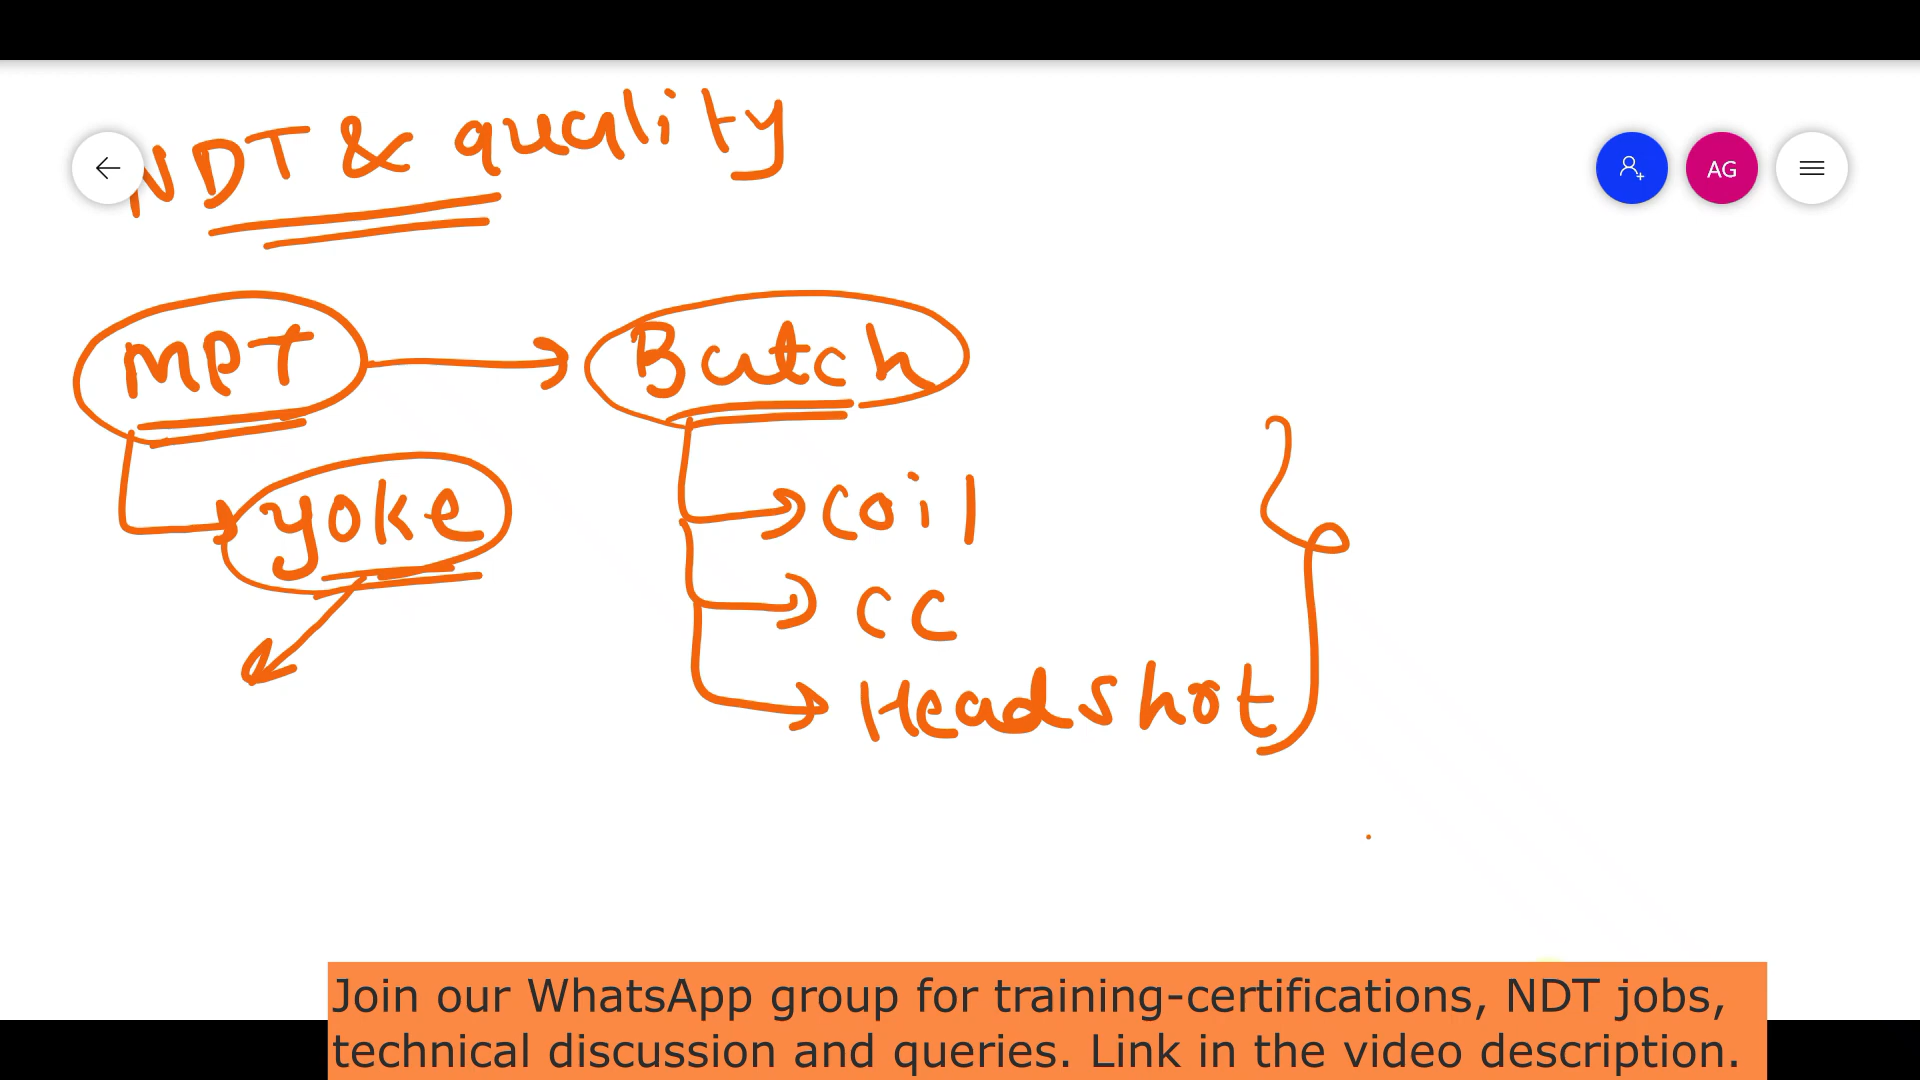 NDT & quality
AG
MPT
Batch
yoke
coil
CC
Headshot
Join our WhatsApp group for training-certifications, NDT jobs,
technical discussion and queries. Link in the video description.